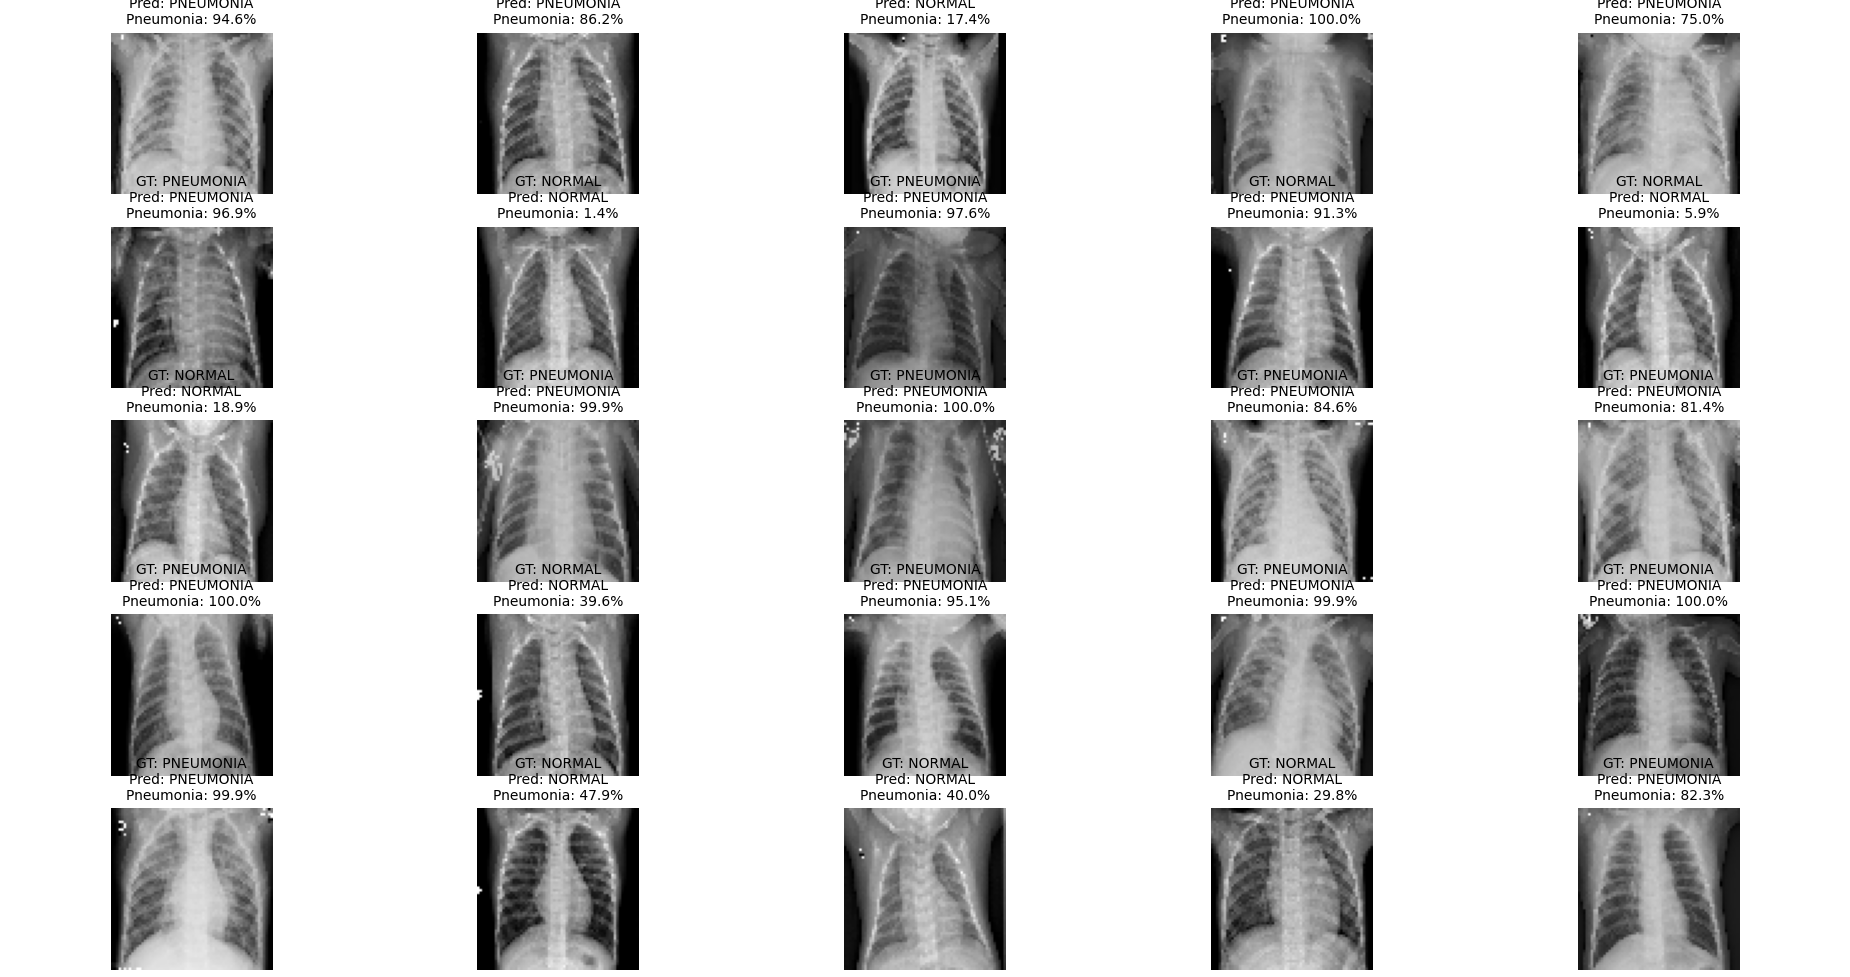 Pred: PNEUMONIA
Pneumonia: 94.6%
Pred: PNEUMONIA
Pneumonia: 86.2%
Pred: NORMAL
Pneumonia: 17.4%
Pred: PNEUMONIA
Pneumonia: 100.0%
Pred: PNEUMONIA
Pneumonia: 75.0%
GT: PNEUMONIA
Pred: PNEUMONIA
Pneumonia: 96.9%
GT: NORMAL
Pred: NORMAL
Pneumonia: 1.4%
GT: PNEUMONIA
Pred: PNEUMONIA
Pneumonia: 97.6%
GT: NORMAL
Pred: PNEUMONIA
Pneumonia: 91.3%
GT: NORMAL
Pred: NORMAL
Pneumonia: 5.9%
GT: NORMAL
Pred: NORMAL
Pneumonia: 18.9%
GT: PNEUMONIA
Pred: PNEUMONIA
Pneumonia: 99.9%
GT: PNEUMONIA
Pred: PNEUMONIA
Pneumonia: 100.0%
GT: PNEUMONIA
Pred: PNEUMONIA
Pneumonia: 84.6%
GT: PNEUMONIA
Pred: PNEUMONIA
Pneumonia: 81.4%
GT: PNEUMONIA
Pred: PNEUMONIA
Pneumonia: 100.0%
GT: NORMAL
Pred: NORMAL
Pneumonia: 39.6%
GT: PNEUMONIA
Pred: PNEUMONIA
Pneumonia: 95.1%
GT: PNEUMONIA
Pred: PNEUMONIA
Pneumonia: 99.9%
GT: PNEUMONIA
Pred: PNEUMONIA
Pneumonia: 100.0%
GT: PNEUMONIA
Pred: PNEUMONIA
Pneumonia: 99.9%
GT: NORMAL
Pred: NORMAL
Pneumonia: 47.9%
GT: NORMAL
Pred: NORMAL
Pneumonia: 40.0%
GT: NORMAL
Pred: NORMAL
Pneumonia: 29.8%
GT: PNEUMONIA
Pred: PNEUMONIA
Pneumonia: 82.3%